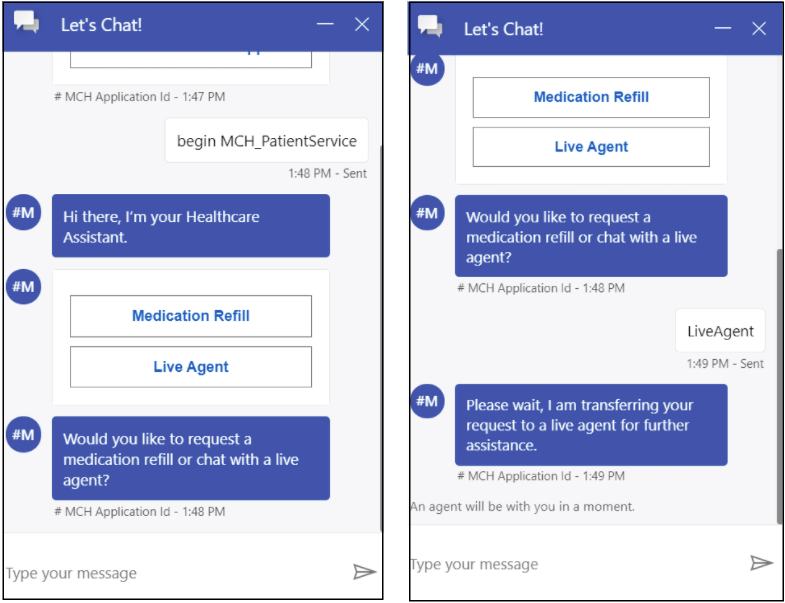 Let's Chat!
# MCH Application Id - 1:47 PM
begin MCH_PatientService
1:48 PM - Sent
#M
Hi there, I'm your Healthcare
Assistant.
#M
Medication Refill
Live Agent
#M
Would you like to request a
medication refill or chat with a live
agent?
# MCH Application Id - 1:48 PM
Type your message
Let's Chat!
#M
Medication Refill
Live Agent
#M
Would you like to request a
medication refill or chat with a live
agent?
# MCH Application Id - 1:48 PM
LiveAgent
1:49 PM - Sent
#M
Please wait, I am transferring your
request to a live agent for further
assistance.
# MCH Application Id - 1:49 PM
An agent will be with you in a moment.
Type your message